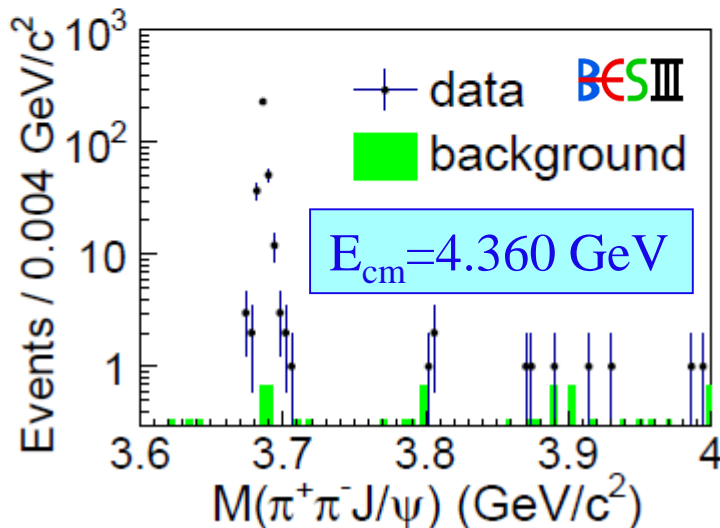 10³
data
BESIII
10²
background
E_cm=4.360 GeV
10
1
Events / 0.004 GeV/c²
3.6 3.7 3.8 3.9 4
M(π⁺π⁻J/ψ) (GeV/c²)